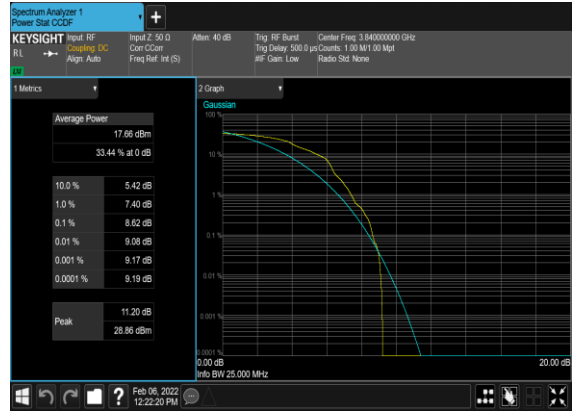 Spectrum Analyzer 1
Power Stat CCDF
KEYSIGHT
RL
Input: RF
Coupling: DC
Align: Auto
Input Z: 50 Ω
Corr CCorr
Freq Ref: Int (S)
Atten: 40 dB
Trig: RF Burst
Trig Delay: 500.0 µs
#IF Gain: Low
Center Freq: 3.840000000 GHz
Counts: 1.00 M/1.00 Mpt
Radio Std: None
1 Metrics
Average Power
17.66 dBm
33.44 % at 0 dB
10.0 % 5.42 dB
1.0 % 7.40 dB
0.1 % 8.62 dB
0.01 % 9.08 dB
0.001 % 9.17 dB
0.0001 % 9.19 dB
Peak
11.20 dB
28.86 dBm
2 Graph
Gaussian
100 %
10 %
1 %
0.1 %
0.01 %
0.001 %
0.0001 %
0.00 dB
20.00 dB
Info BW 25.000 MHz
?
Feb 06, 2022
12:22:20 PM